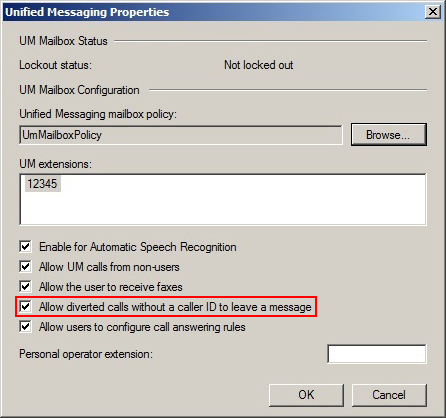 Unified Messaging Properties
UM Mailbox Status
Lockout status: Not locked out
UM Mailbox Configuration
Unified Messaging mailbox policy:
UmMailboxPolicy Browse...
UM extensions:
12345
Enable for Automatic Speech Recognition
Allow UM calls from non-users
Allow the user to receive faxes
Allow diverted calls without a caller ID to leave a message
Allow users to configure call answering rules
Personal operator extension:
OK Cancel